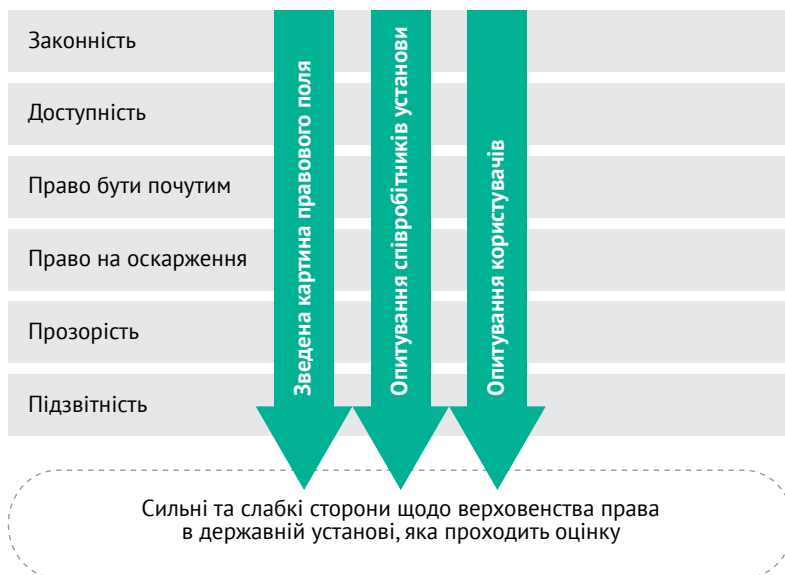 Законність
Доступність
Право бути почутим
Право на оскарження
Прозорість
Підзвітність
Зведена картина правового поля
Опитування співробітників установи
Опитування користувачів
Сильні та слабкі сторони щодо верховенства права
в державній установі, яка проходить оцінку